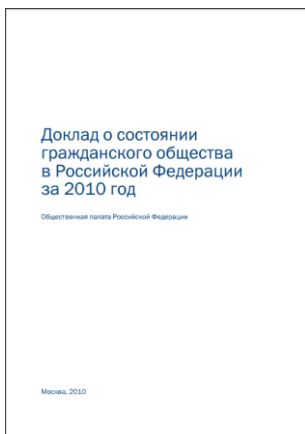 Доклад о состоянии
гражданского общества
в Российской Федерации
за 2010 год
Общественная палата Российской Федерации
Москва, 2010